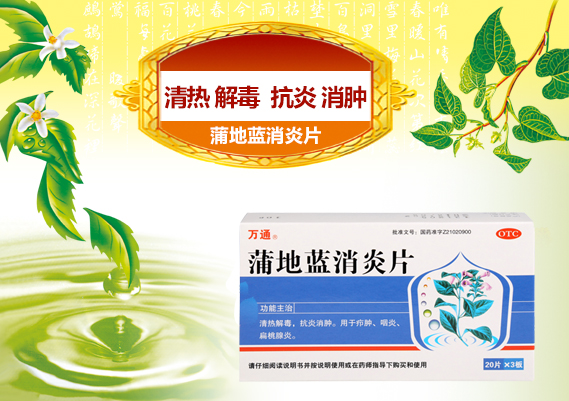 清热 解毒 抗炎 消肿
蒲地蓝消炎片
万通®
批准文号：国药准字Z21020900
OTC
蒲地蓝消炎片
功能主治
清热解毒、抗炎消肿。用于疖肿、咽炎、
扁桃腺炎。
请仔细阅读说明书并按说明使用或在药师指导下购买和使用
20片 ×3板